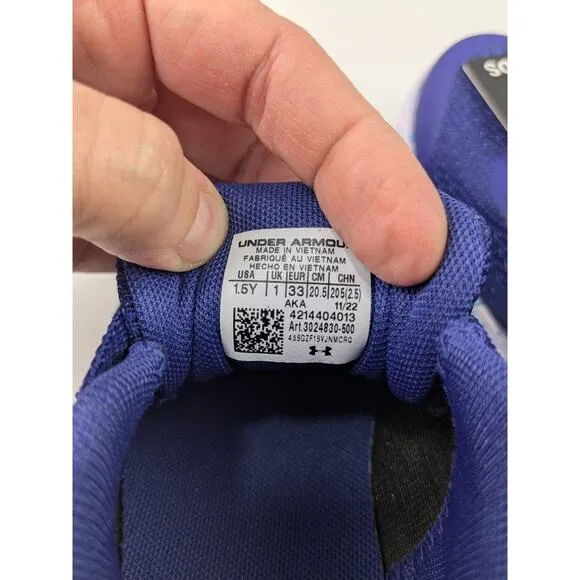 UNDER ARMOUR
MADE IN VIETNAM
FABRIQUÉ AU VIETNAM
HECHO EN VIETNAM
USA UK EUR CM CHN
1.5Y 1 33 20.5 205(2.5)
AKA 11/22
4214404013
Art.3024830-500
45SGZF1SVJNMCRQ